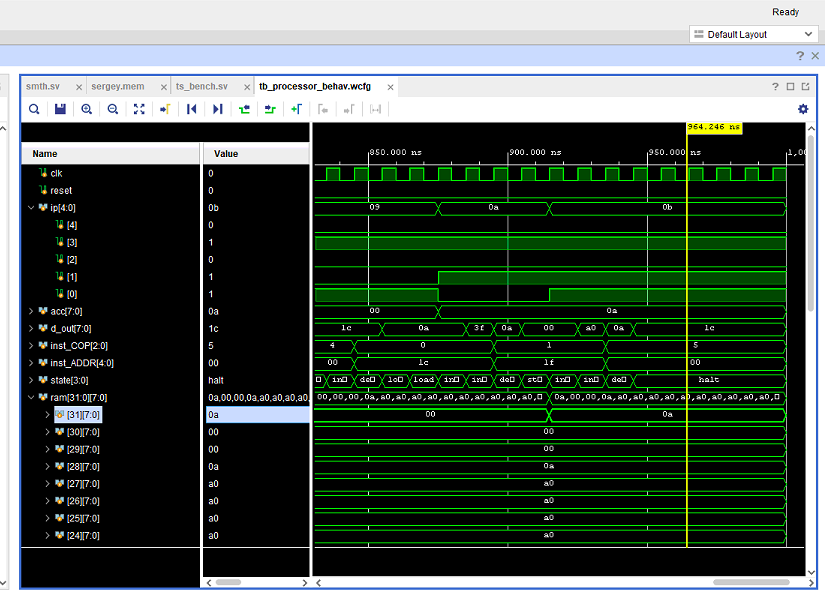 Ready
Default Layout
smth.sv sergey.mem ts_bench.sv tb_processor_behav.wcfg
964.246 ns
850.000 ns 900.000 ns 950.000 ns 1,00
Name Value
clk 0
reset 0
ip[4:0] 0b 09 0a 0b
[4] 0
[3] 1
[2] 0
[1] 1
[0] 1
acc[7:0] 0a 00 0a
d_out[7:0] 1c 1c 0a 3f 0a 00 a0 0a 1c
inst_COP[2:0] 5 4 0 1 5
inst_ADDR[4:0] 00 00 1c 1f 00
state[3:0] halt in de lo load in in de st in in de halt
ram[31:0][7:0] 0a,00,00,0a,a0,a0,a0,a0, 00,00,00,0a,a0,a0,a0,a0,a0,a0,a0,a0, 0a,00,00,0a,a0,a0,a0,a0,a0,a0,a0,a0,
[31][7:0] 0a 00 0a
[30][7:0] 00 00
[29][7:0] 00 00
[28][7:0] 0a 0a
[27][7:0] a0 a0
[26][7:0] a0 a0
[25][7:0] a0 a0
[24][7:0] a0 a0